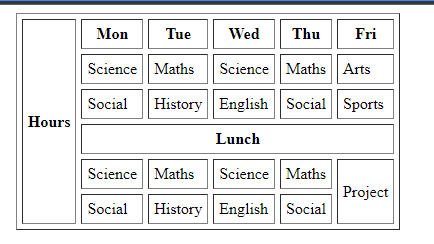 Mon Tue Wed Thu Fri
Science Maths Science Maths Arts
Hours
Social History English Social Sports
Lunch
Science Maths Science Maths
Project
Social History English Social